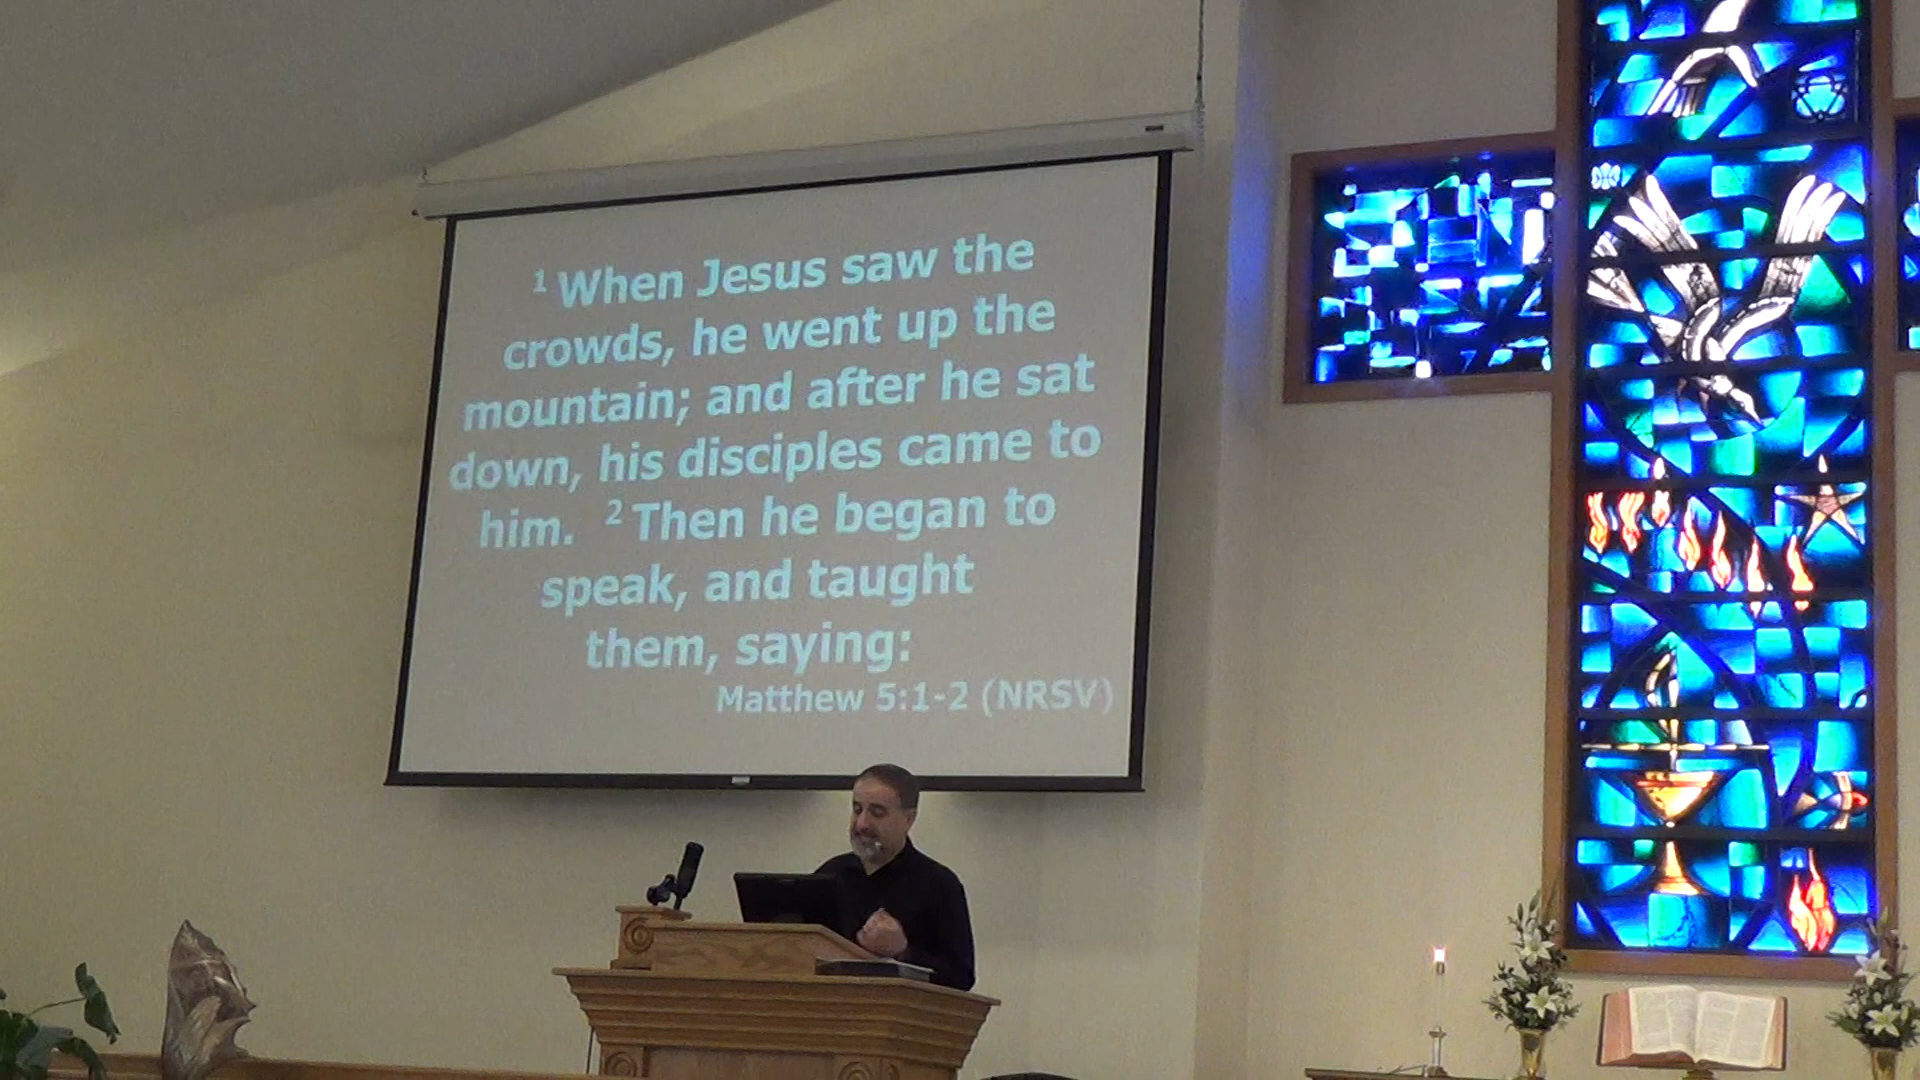 1 When Jesus saw the
crowds, he went up the
mountain; and after he sat
down, his disciples came to
him. 2 Then he began to
speak, and taught
them, saying:
Matthew 5:1-2 (NRSV)